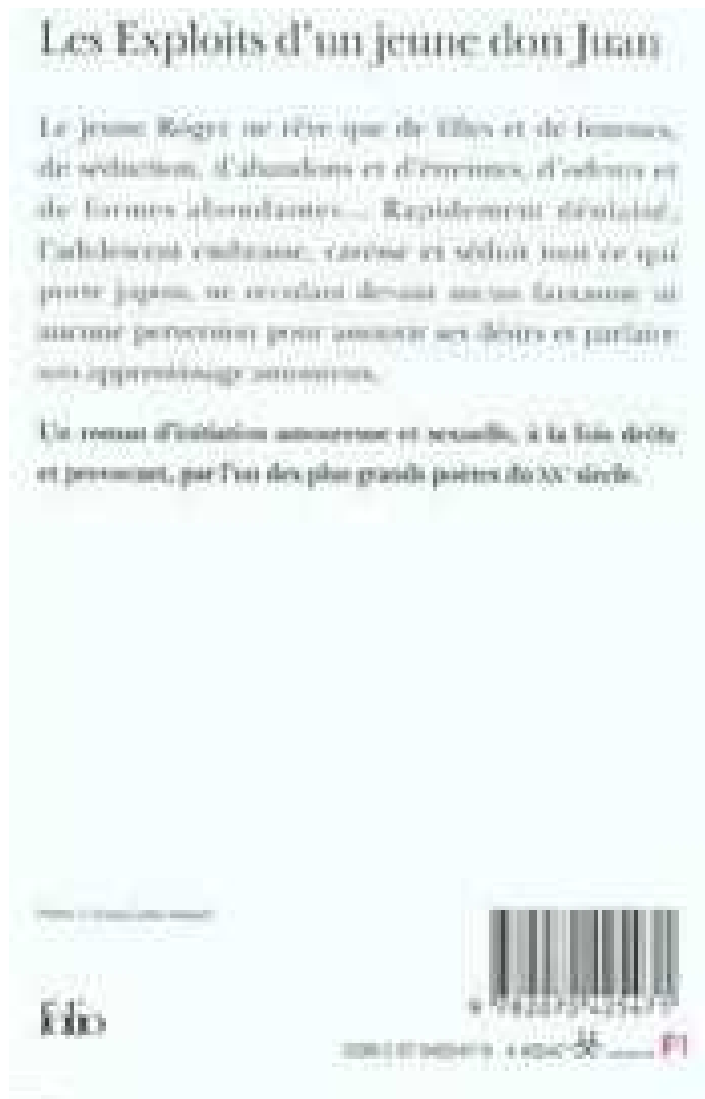 Les Exploits d'un jeune don Juan
Le jeune Roger ne rêve que de filles et de femmes,
de séduction, d'abandons et d'étreintes, d'odeurs et
de formes abondantes... Rapidement déniaisé,
l'adolescent embrasse, caresse et séduit tout ce qui
porte jupon, ne reculant devant aucun fantasme ni
aucune perversion pour assouvir ses désirs et parfaire
son apprentissage amoureux.
Un roman d'initiation amoureuse et sexuelle, à la fois drôle
et provocant, par l'un des plus grands poètes du XXe siècle.
folio